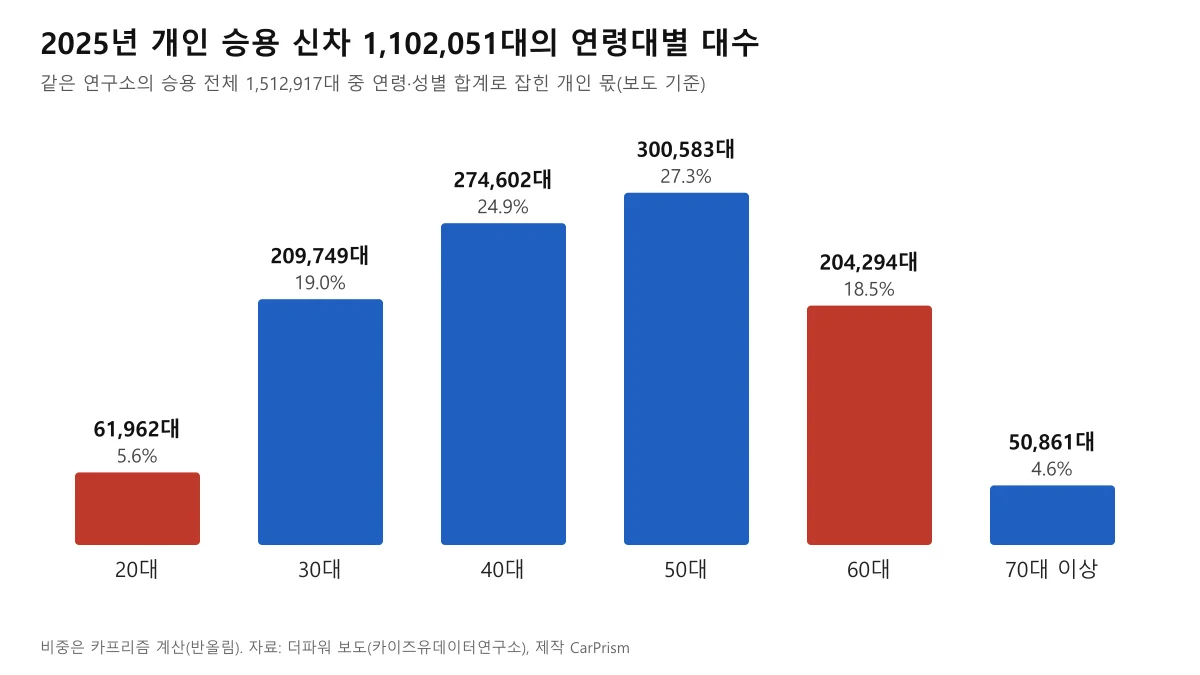 2025년 개인 승용 신차 1,102,051대의 연령대별 대수
같은 연구소의 승용 전체 1,512,917대 중 연령·성별 합계로 잡힌 개인 몫(보도 기준)
61,962대
5.6%
209,749대
19.0%
274,602대
24.9%
300,583대
27.3%
204,294대
18.5%
50,861대
4.6%
20대
30대
40대
50대
60대
70대 이상
비중은 카프리즘 계산(반올림). 자료: 더파워 보도(카이즈유데이터연구소), 제작 CarPrism